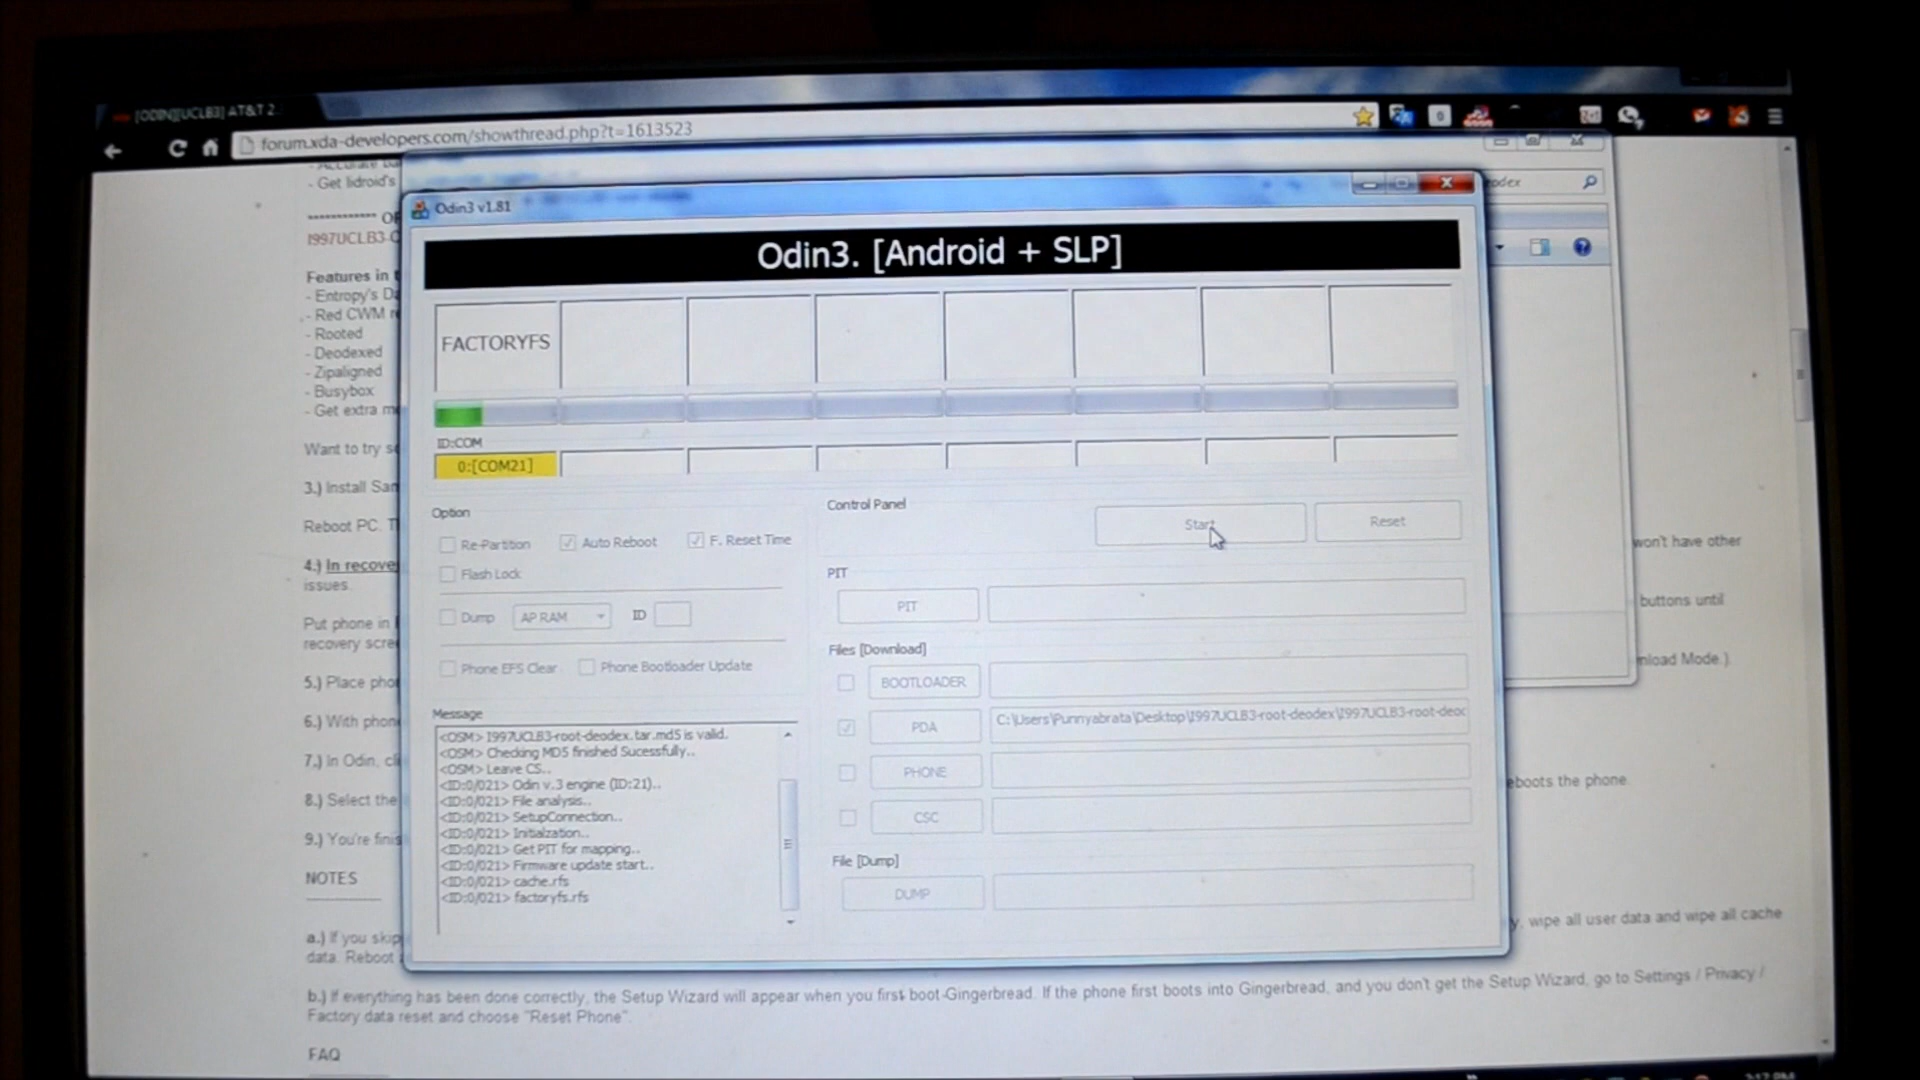 [ODIN][UCLB3] AT&T 2.
forum.xda-developers.com/showthread.php?t=1613523
- Get lidroid's
************ OF
I997UCLB3-
Features in t
- Entropy's Da
- Red CWM re
- Rooted
- Deodexed
- Zipaligned
- Busybox
- Get extra m
Want to try so
3.) Install Sam
Reboot PC. T
4.) In recove
issues.
Put phone in
recovery scree
5.) Place phon
6.) With phon
7.) In Odin, cli
8.) Select the
9.) You're finis
NOTES
a.) If you skip
data. Reboot
odex
won't have other
buttons until
nload Mode.)
eboots the phone.
y, wipe all user data and wipe all cache
b.) If everything has been done correctly, the Setup Wizard will appear when you first boot Gingerbread. If the phone first boots into Gingerbread, and you don't get the Setup Wizard, go to Settings / Privacy /
Factory data reset and choose "Reset Phone".
FAQ
Odin3 v1.81
Odin3. [Android + SLP]
FACTORYFS
ID:COM
0:[COM21]
Option
Re-Partition Auto Reboot F. Reset Time
Flash Lock
Dump AP RAM ID
Phone EFS Clear Phone Bootloader Update
Message
<OSM> I997UCLB3-root-deodex.tar.md5 is valid.
<OSM> Checking MD5 finished Sucessfully..
<OSM> Leave CS..
<ID:0/021> Odin v.3 engine (ID:21)..
<ID:0/021> File analysis..
<ID:0/021> SetupConnection..
<ID:0/021> Initialzation..
<ID:0/021> Get PIT for mapping..
<ID:0/021> Firmware update start..
<ID:0/021> cache.rfs
<ID:0/021> factoryfs.rfs
Control Panel
Start Reset
PIT
PIT
Files [Download]
BOOTLOADER
PDA C:\Users\Punnyabrata\Desktop\I997UCLB3-root-deodex\I997UCLB3-root-deoc
PHONE
CSC
File [Dump]
DUMP